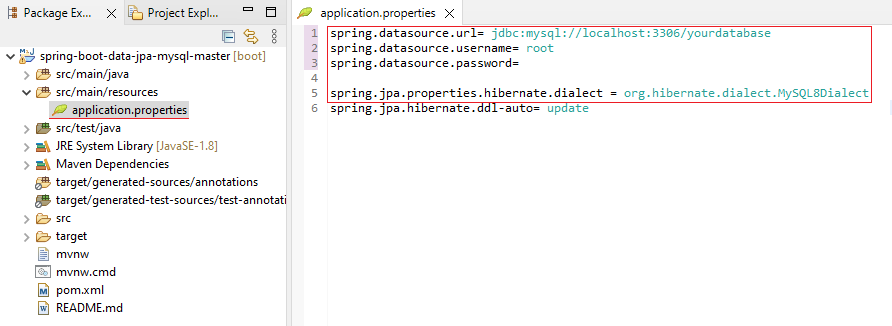 Package Ex...
Project Expl...
spring-boot-data-jpa-mysql-master [boot]
src/main/java
src/main/resources
application.properties
src/test/java
JRE System Library [JavaSE-1.8]
Maven Dependencies
target/generated-sources/annotations
target/generated-test-sources/test-annotati
src
target
mvnw
mvnw.cmd
pom.xml
README.md
application.properties
1 spring.datasource.url= jdbc:mysql://localhost:3306/yourdatabase
2 spring.datasource.username= root
3 spring.datasource.password=
4
5 spring.jpa.properties.hibernate.dialect = org.hibernate.dialect.MySQL8Dialect
6 spring.jpa.hibernate.ddl-auto= update